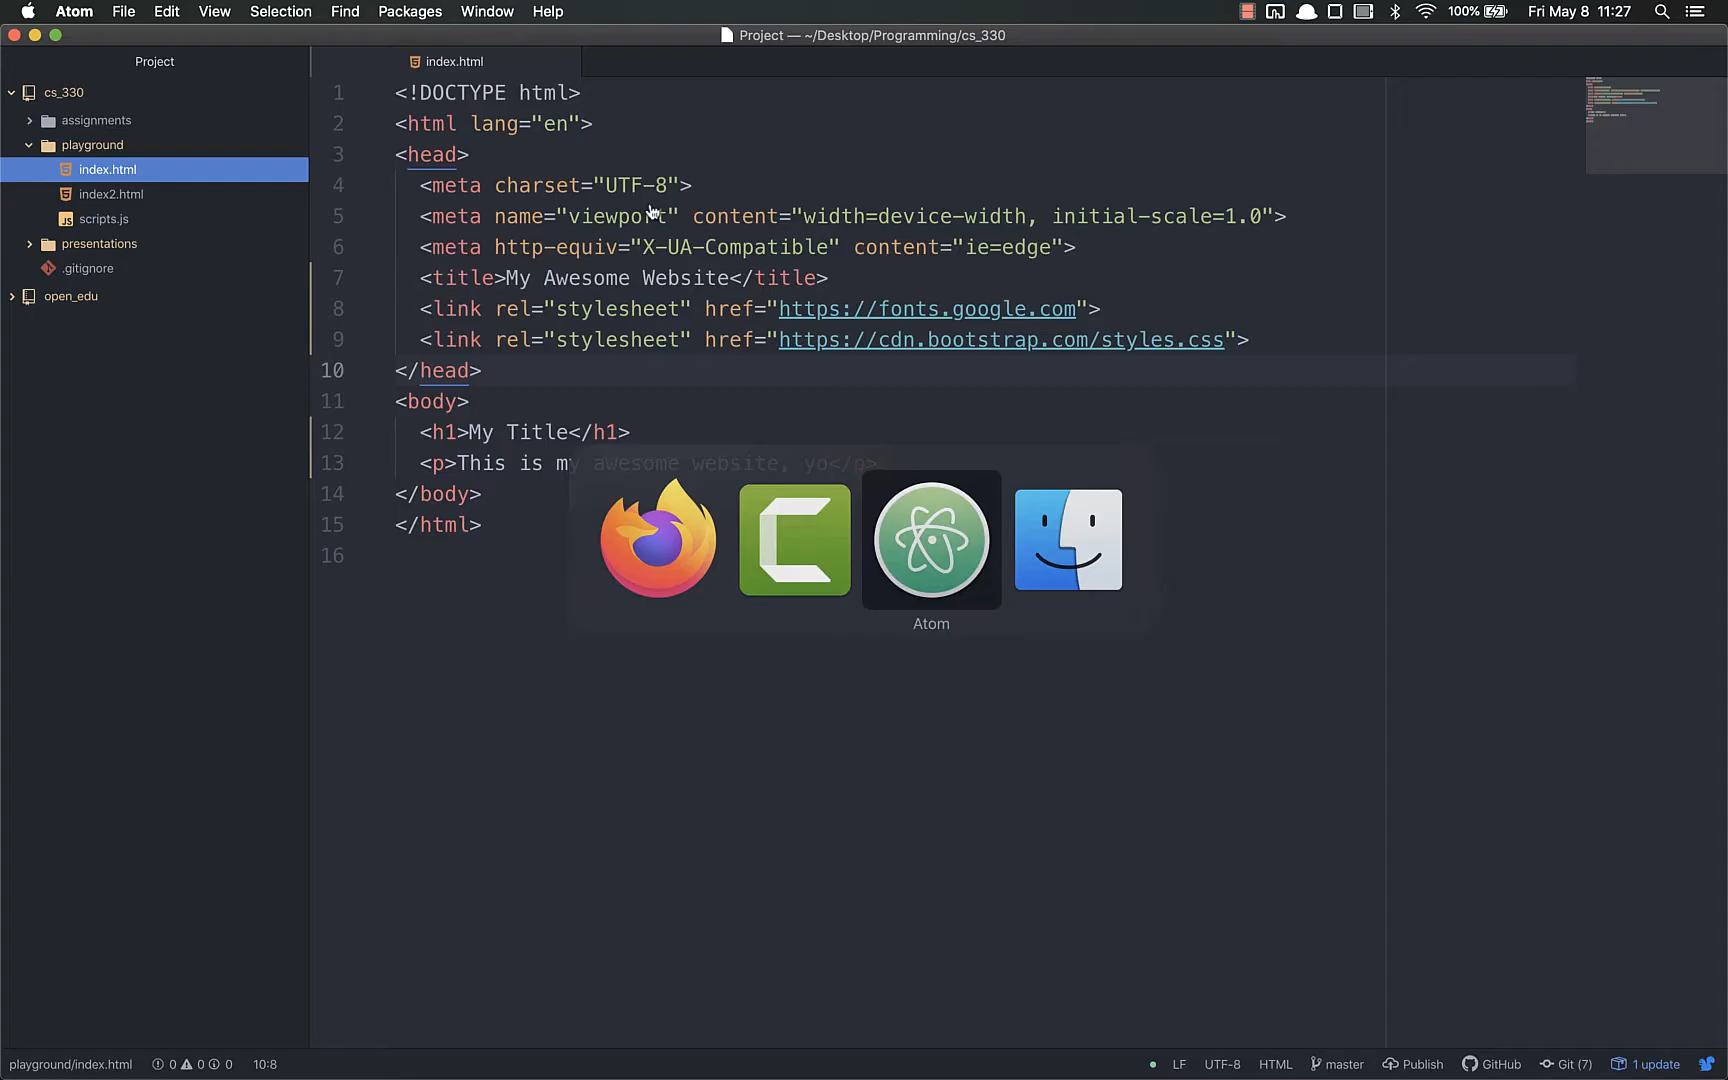 Atom File Edit View Selection Find Packages Window Help 100% Fri May 8 11:27
Project — ~/Desktop/Programming/cs_330
Project
index.html
cs_330
assignments
playground
index.html
index2.html
scripts.js
presentations
.gitignore
open_edu
1 <!DOCTYPE html>
2 <html lang="en">
3 <head>
4 <meta charset="UTF-8">
5 <meta name="viewport" content="width=device-width, initial-scale=1.0">
6 <meta http-equiv="X-UA-Compatible" content="ie=edge">
7 <title>My Awesome Website</title>
8 <link rel="stylesheet" href="https://fonts.google.com">
9 <link rel="stylesheet" href="https://cdn.bootstrap.com/styles.css">
10 </head>
11 <body>
12 <h1>My Title</h1>
13 <p>This is my awesome website, yo</p>
14 </body>
15 </html>
16
Atom
playground/index.html 0 0 0 10:8 LF UTF-8 HTML master Publish GitHub Git (7) 1 update